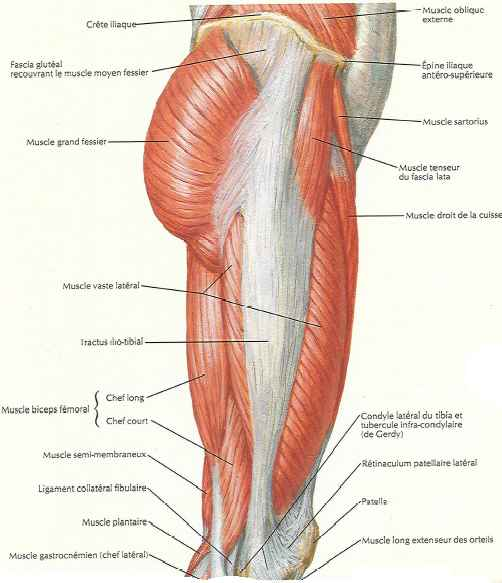 Crête iliaque
Muscle oblique
externe
Fascia glutéal
recouvrant le muscle moyen fessier
Épine iliaque
antéro-supérieure
Muscle sartorius
Muscle grand fessier
Muscle tenseur
du fascia lata
Muscle droit de la cuisse
Muscle vaste latéral
Tractus ilio-tibial
Muscle biceps fémoral
Chef long
Chef court
Condyle latéral du tibia et
tubercule infra-condylaire
(de Gerdy)
Muscle semi-membraneux
Rétinaculum patellaire latéral
Ligament collatéral fibulaire
Patella
Muscle plantaire
Muscle long extenseur des orteils
Muscle gastrocnémien (chef latéral)